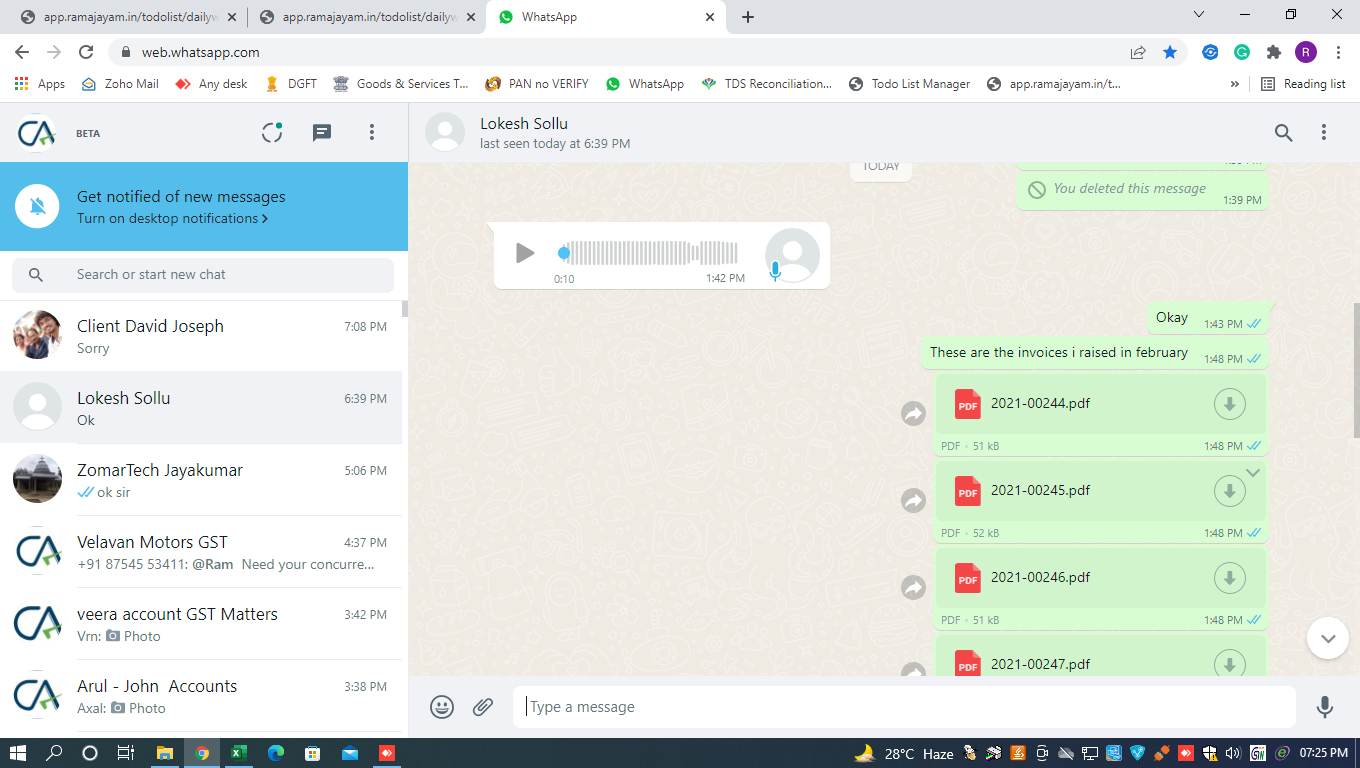 app.ramajayam.in/todolist/dailyw
app.ramajayam.in/todolist/dailyw
WhatsApp
web.whatsapp.com
R
Apps
Zoho Mail
Any desk
DGFT
Goods & Services T...
PAN no VERIFY
WhatsApp
TDS Reconciliation...
Todo List Manager
app.ramajayam.in/t...
»
Reading list
CA
BETA
Get notified of new messages
Turn on desktop notifications
Search or start new chat
Client David Joseph
7:08 PM
Sorry
Lokesh Sollu
6:39 PM
Ok
ZomarTech Jayakumar
5:06 PM
ok sir
CA
Velavan Motors GST
4:37 PM
+91 87545 53411: @Ram Need your concurre...
CA
veera account GST Matters
3:42 PM
Vrn: Photo
CA
Arul - John Accounts
3:38 PM
Axal: Photo
Lokesh Sollu
last seen today at 6:39 PM
TODAY
You deleted this message
1:39 PM
0:10
1:42 PM
Okay
1:43 PM
These are the invoices i raised in february
1:48 PM
PDF
2021-00244.pdf
PDF • 51 kB
1:48 PM
PDF
2021-00245.pdf
PDF • 52 kB
1:48 PM
PDF
2021-00246.pdf
PDF • 51 kB
1:48 PM
PDF
2021-00247.pdf
Type a message
28°C Haze
07:25 PM